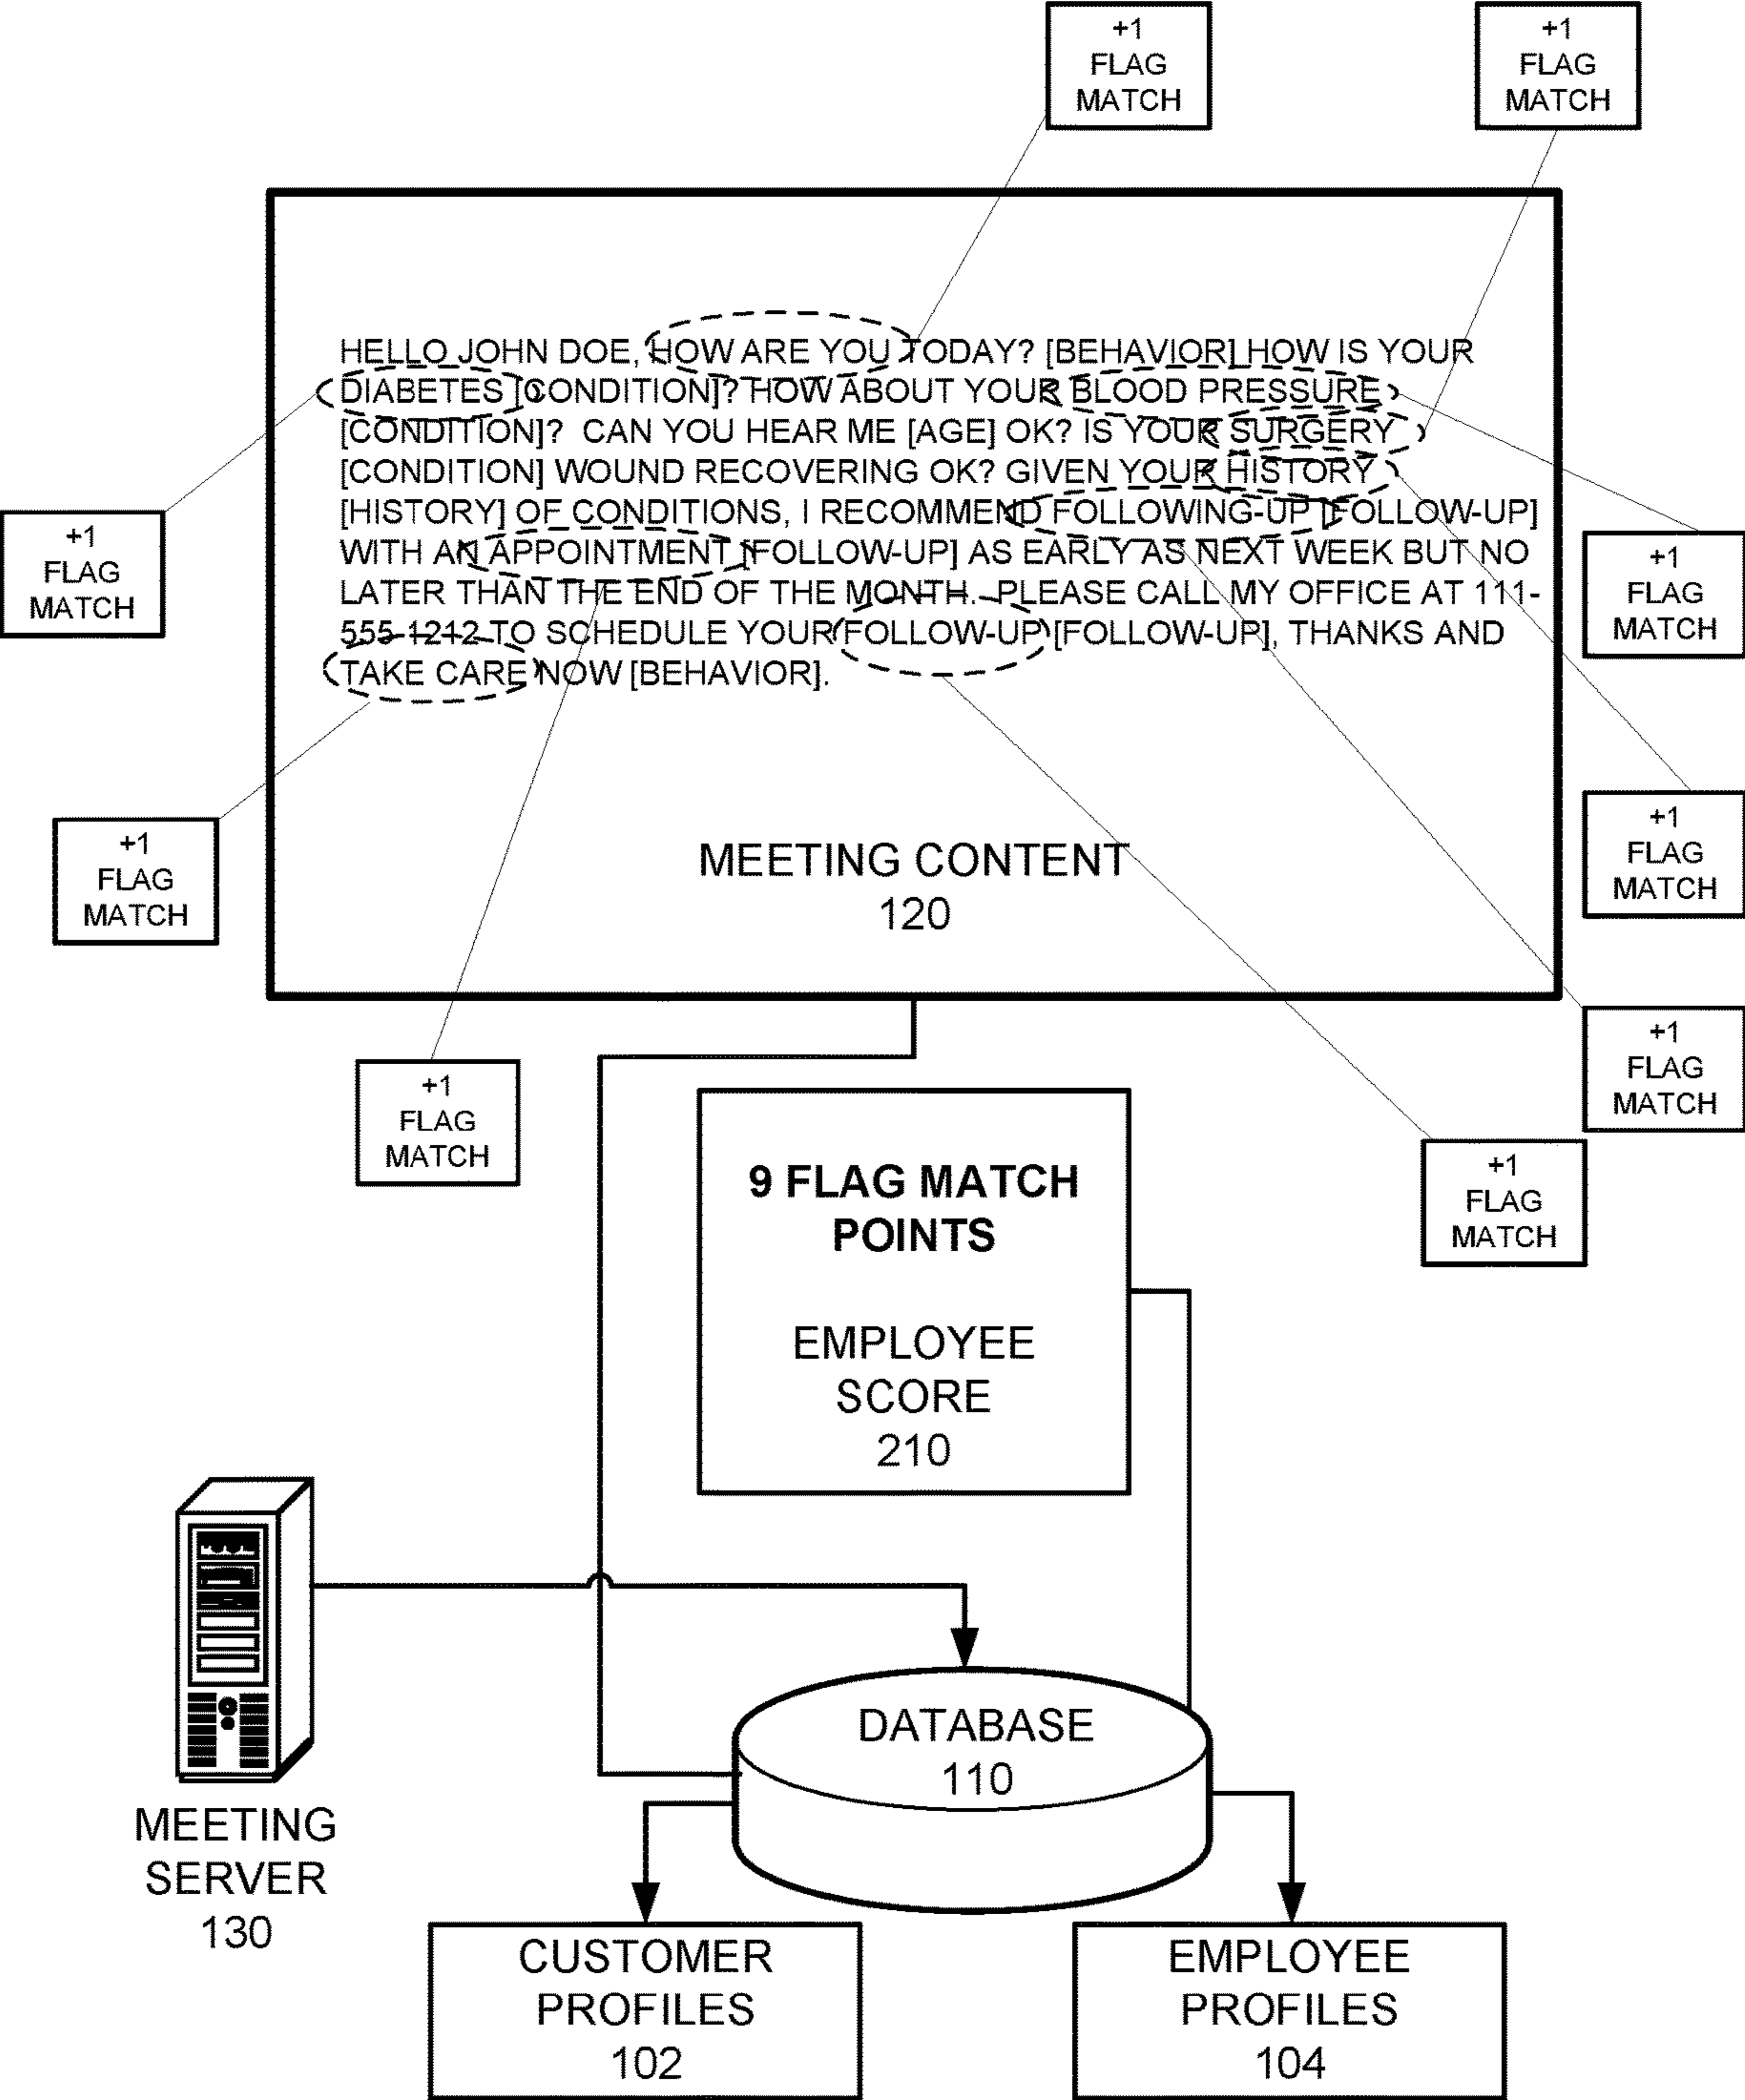 +1
FLAG
MATCH
+1
FLAG
MATCH
HELLO JOHN DOE, HOW ARE YOU TODAY? [BEHAVIOR] HOW IS YOUR
DIABETES [CONDITION]? HOW ABOUT YOUR BLOOD PRESSURE
[CONDITION]? CAN YOU HEAR ME [AGE] OK? IS YOUR SURGERY
[CONDITION] WOUND RECOVERING OK? GIVEN YOUR HISTORY
[HISTORY] OF CONDITIONS, I RECOMMEND FOLLOWING-UP [FOLLOW-UP]
WITH AN APPOINTMENT [FOLLOW-UP] AS EARLY AS NEXT WEEK BUT NO
LATER THAN THE END OF THE MONTH. PLEASE CALL MY OFFICE AT 111-
555-1212 TO SCHEDULE YOUR FOLLOW-UP [FOLLOW-UP], THANKS AND
TAKE CARE NOW [BEHAVIOR].
+1
FLAG
MATCH
+1
FLAG
MATCH
+1
FLAG
MATCH
+1
FLAG
MATCH
MEETING CONTENT
120
+1
FLAG
MATCH
+1
FLAG
MATCH
+1
FLAG
MATCH
9 FLAG MATCH
POINTS
EMPLOYEE
SCORE
210
DATABASE
110
MEETING
SERVER
130
CUSTOMER
PROFILES
102
EMPLOYEE
PROFILES
104